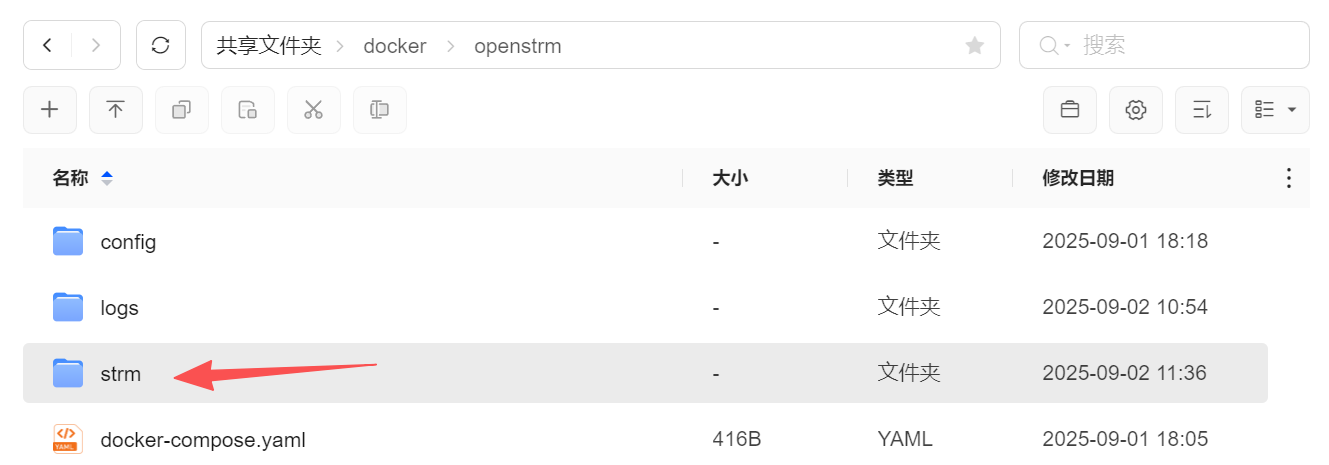 共享文件夹 > docker > openstrm 搜索
名称 大小 类型 修改日期
config - 文件夹 2025-09-01 18:18
logs - 文件夹 2025-09-02 10:54
strm - 文件夹 2025-09-02 11:36
YAML docker-compose.yaml 416B YAML 2025-09-01 18:05